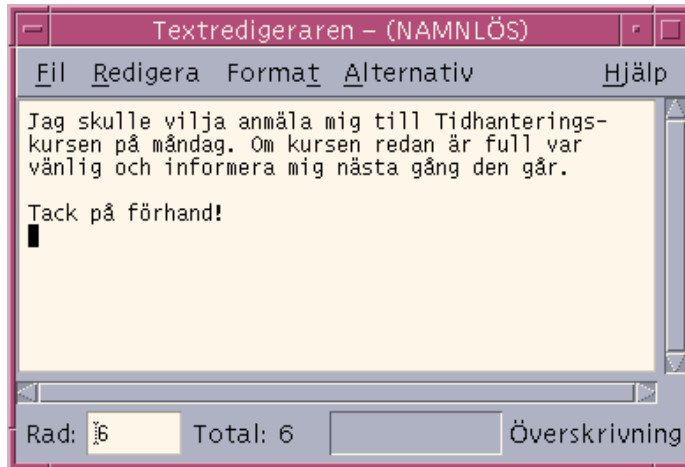 Textredigeraren – (NAMNLÖS)
Fil Redigera Format Alternativ Hjälp
Jag skulle vilja anmäla mig till Tidhanterings-
kursen på måndag. Om kursen redan är full var
vänlig och informera mig nästa gång den går.
Tack på förhand!
Rad: 6 Total: 6 Överskrivning